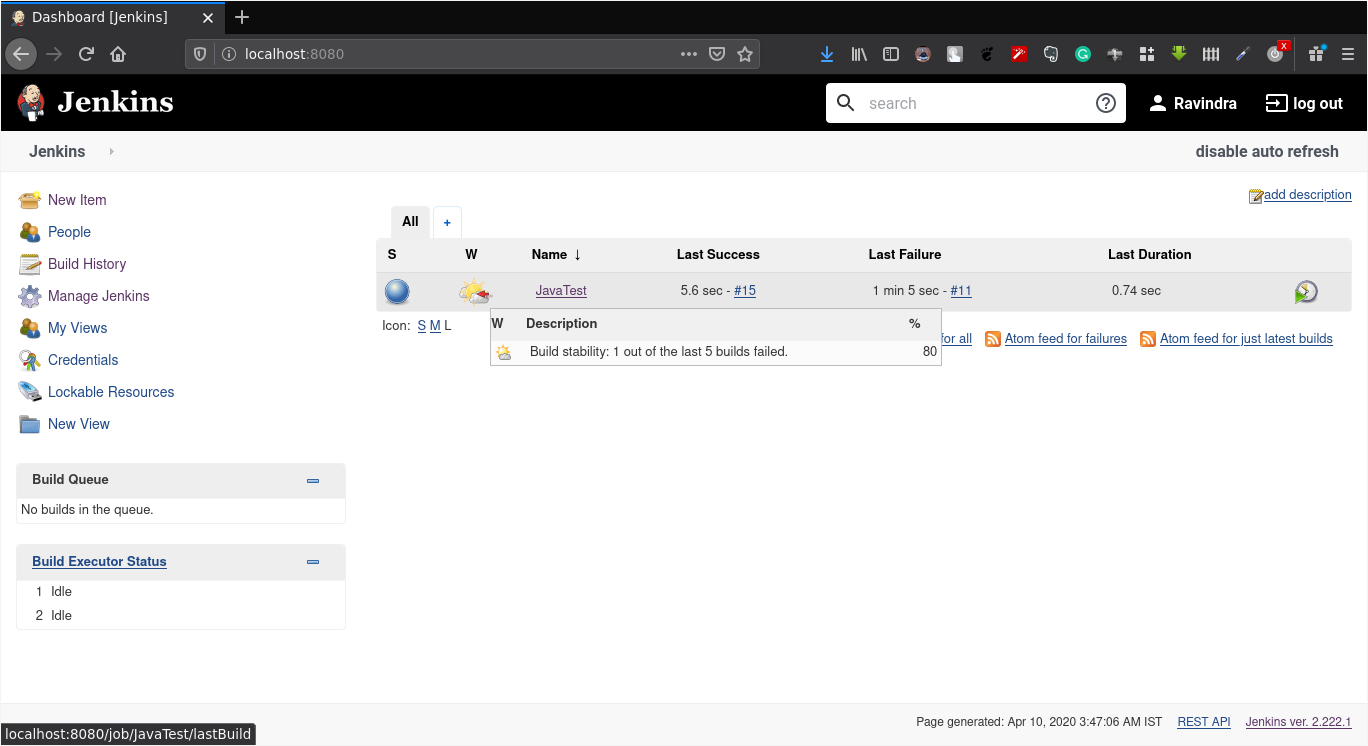 Dashboard [Jenkins]
localhost:8080
x
Jenkins
search
Ravindra
log out
Jenkins
disable auto refresh
New Item
People
Build History
Manage Jenkins
My Views
Credentials
Lockable Resources
New View
add description
All +
S W Name ↓ Last Success Last Failure Last Duration
JavaTest 5.6 sec - #15 1 min 5 sec - #11 0.74 sec
Icon: S M L
W Description %
Build stability: 1 out of the last 5 builds failed. 80
for all Atom feed for failures Atom feed for just latest builds
Build Queue
No builds in the queue.
Build Executor Status
1 Idle
2 Idle
Page generated: Apr 10, 2020 3:47:06 AM IST REST API Jenkins ver. 2.222.1
localhost:8080/job/JavaTest/lastBuild